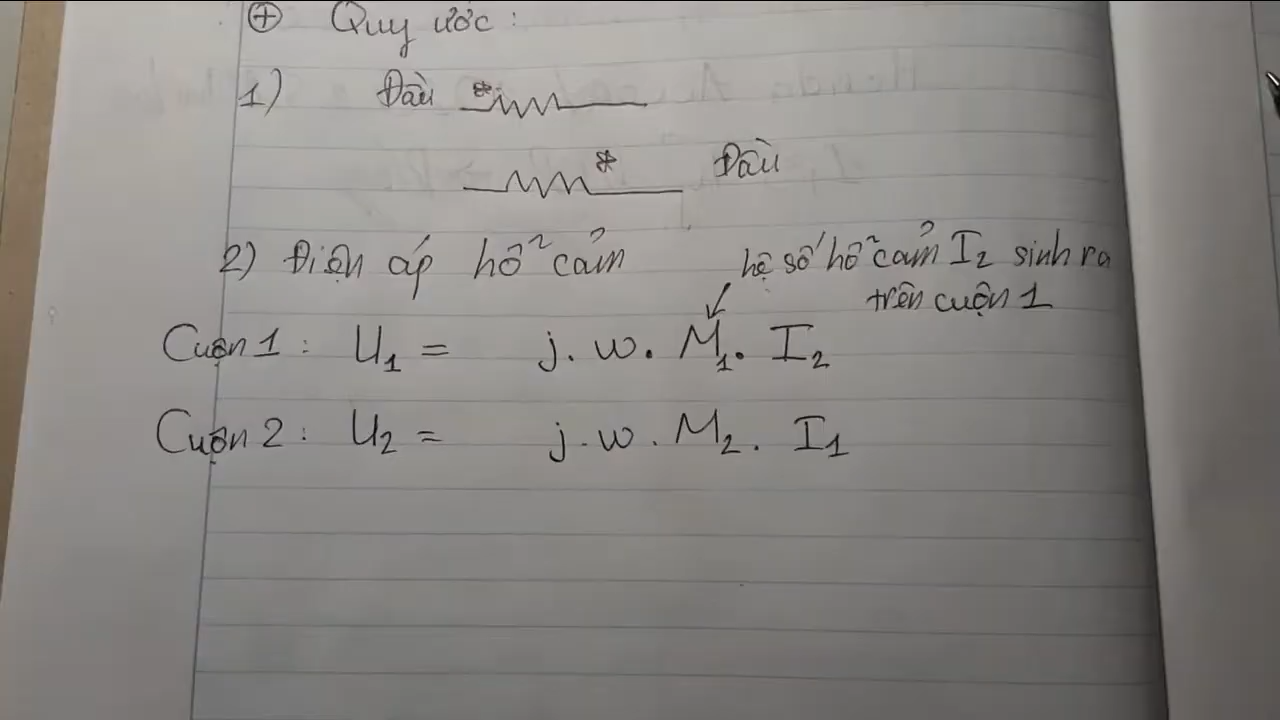 ⊕ Quy ước :
1) Đầu *
* Đầu
2) Điện áp hỗ cảm
hệ số hỗ cảm I2 sinh ra
trên cuộn 1
Cuộn 1 : U1 = j. w. M1. I2
Cuộn 2 : U2 = j. w. M2. I1